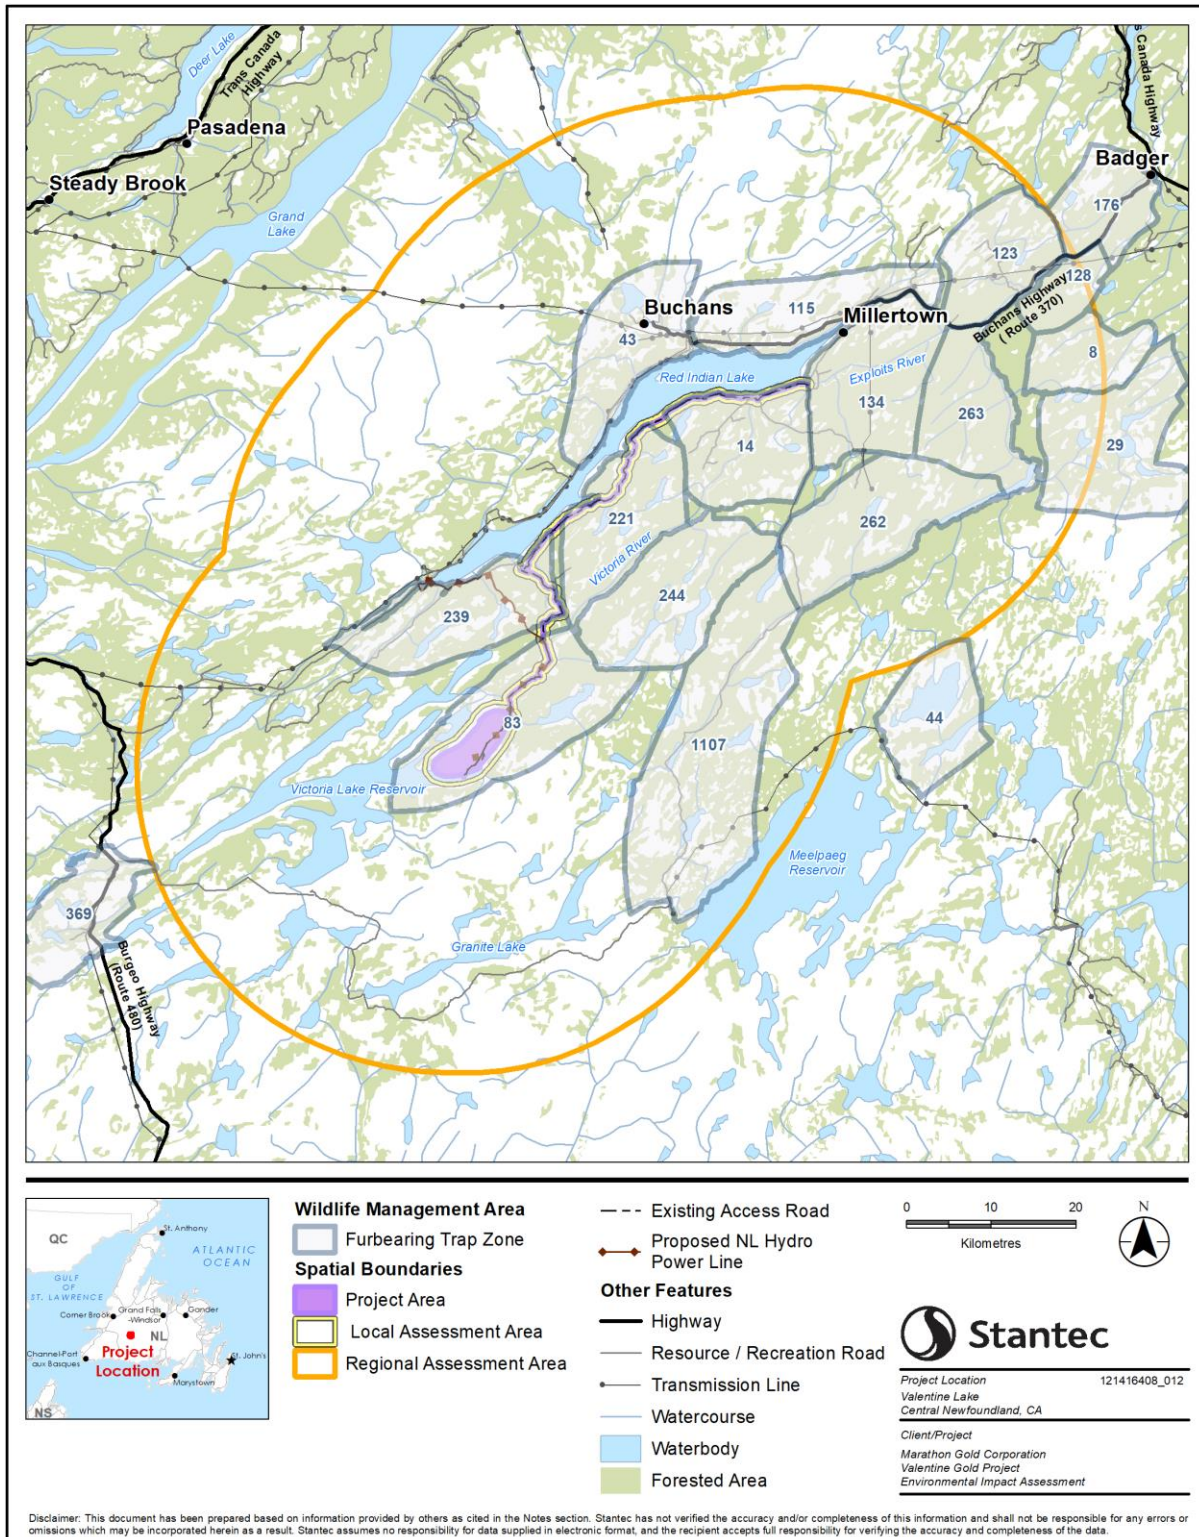 Deer Lake
Trans Canada
Highway
s Canada Highway
Pasadena
Badger
Steady Brook
176
Grand
Lake
123
128
Buchans
115
Millertown
Buchans Highway
( Route 370)
43
8
Red Indian Lake
Exploits River
134
263
14
29
221
262
Victoria River
244
239
83
44
1107
Victoria Lake Reservoir
Meelpaeg
Reservoir
369
Granite Lake
Burgeo Highway
(Route 480)
QC
St. Anthony
ATLANTIC
OCEAN
GULF
OF
ST. LAWRENCE
Corner Brook
Grand Falls
-Windsor
Gander
NL
Project
Location
Channel-Port
aux Basques
St. John's
Marystown
NS
Wildlife Management Area
Furbearing Trap Zone
Spatial Boundaries
Project Area
Local Assessment Area
Regional Assessment Area
Existing Access Road
Proposed NL Hydro
Power Line
Other Features
Highway
Resource / Recreation Road
Transmission Line
Watercourse
Waterbody
Forested Area
0 10 20
Kilometres
N
Stantec
Project Location 121416408_012
Valentine Lake
Central Newfoundland, CA
Client/Project
Marathon Gold Corporation
Valentine Gold Project
Environmental Impact Assessment
Disclaimer: This document has been prepared based on information provided by others as cited in the Notes section. Stantec has not verified the accuracy and/or completeness of this information and shall not be responsible for any errors or
omissions which may be incorporated herein as a result. Stantec assumes no responsibility for data supplied in electronic format, and the recipient accepts full responsibility for verifying the accuracy and completeness of the data.